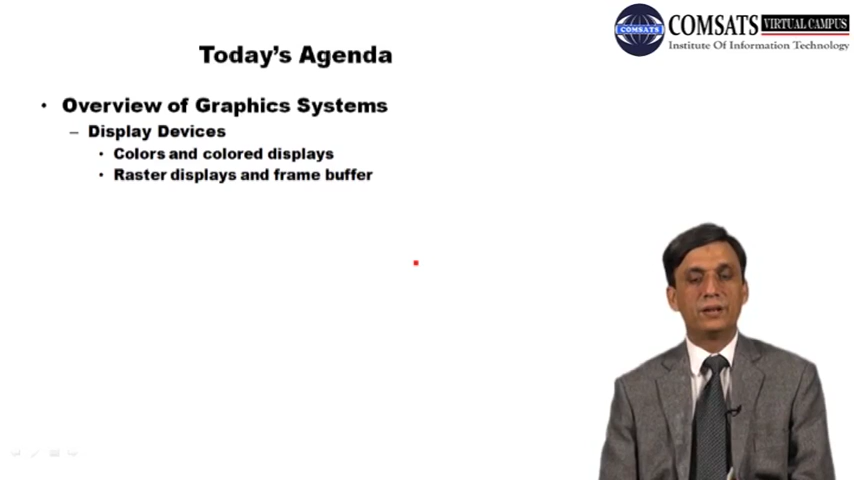 COMSATS VIRTUAL CAMPUS
COMSATS
Institute Of Information Technology
Today's Agenda
• Overview of Graphics Systems
– Display Devices
• Colors and colored displays
• Raster displays and frame buffer